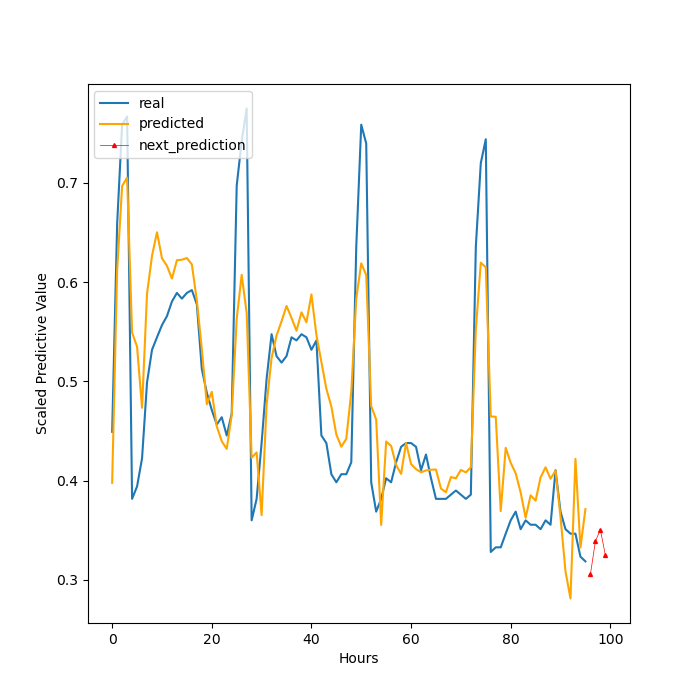 real
predicted
next_prediction
0.7
0.6
0.5
0.4
0.3
Scaled Predictive Value
0 20 40 60 80 100
Hours